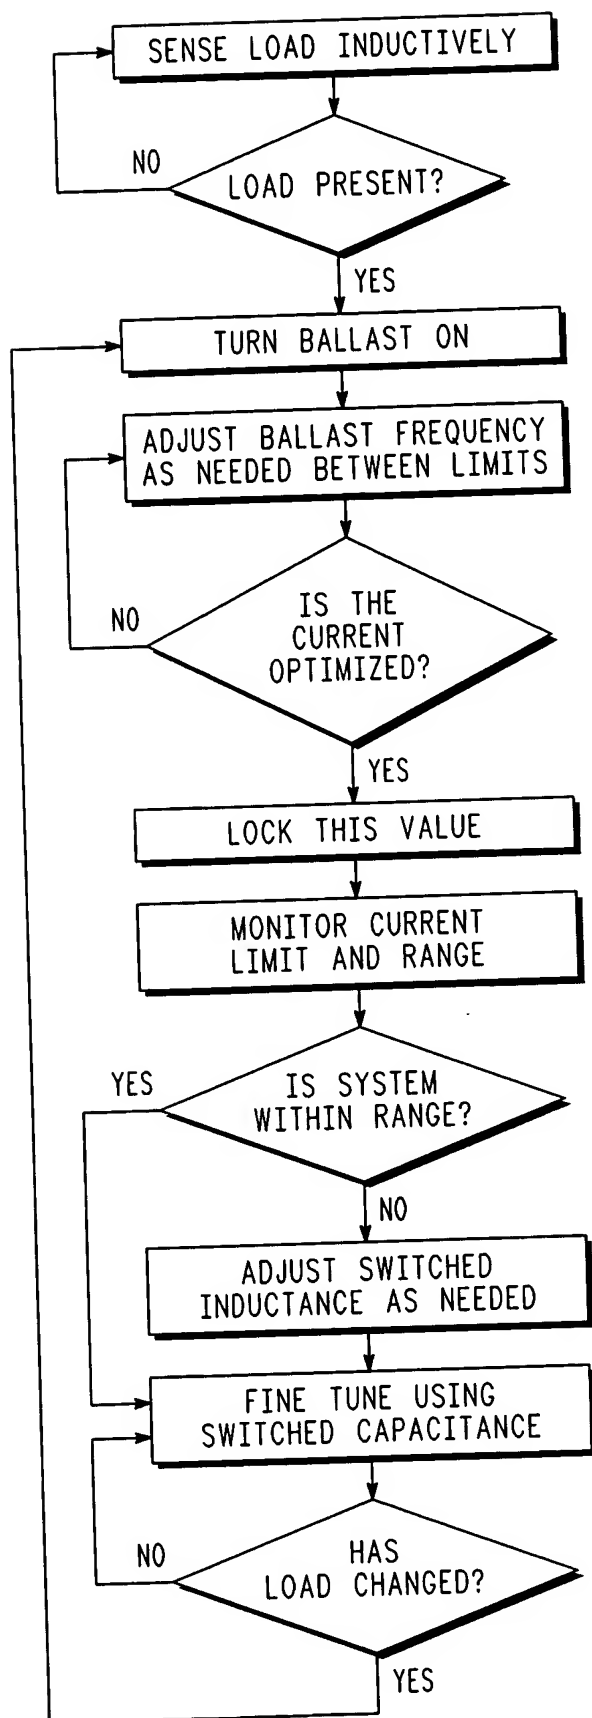 SENSE LOAD INDUCTIVELY
NO
LOAD PRESENT?
YES
TURN BALLAST ON
ADJUST BALLAST FREQUENCY
AS NEEDED BETWEEN LIMITS
NO
IS THE
CURRENT
OPTIMIZED?
YES
LOCK THIS VALUE
MONITOR CURRENT
LIMIT AND RANGE
YES
IS SYSTEM
WITHIN RANGE?
NO
ADJUST SWITCHED
INDUCTANCE AS NEEDED
FINE TUNE USING
SWITCHED CAPACITANCE
NO
HAS
LOAD CHANGED?
YES